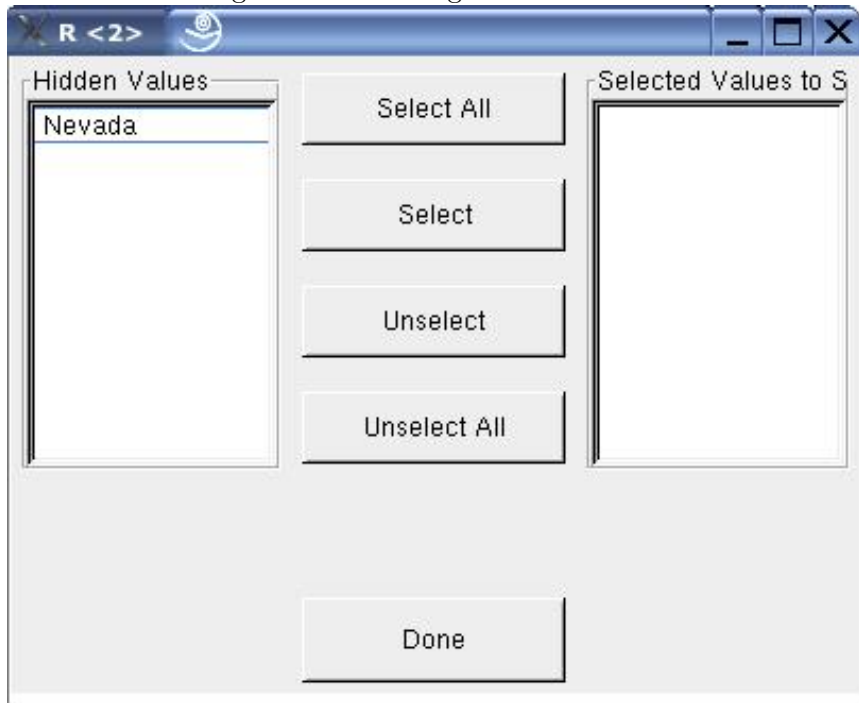 R <2>
Hidden Values
Nevada
Select All
Select
Unselect
Unselect All
Selected Values to S
Done